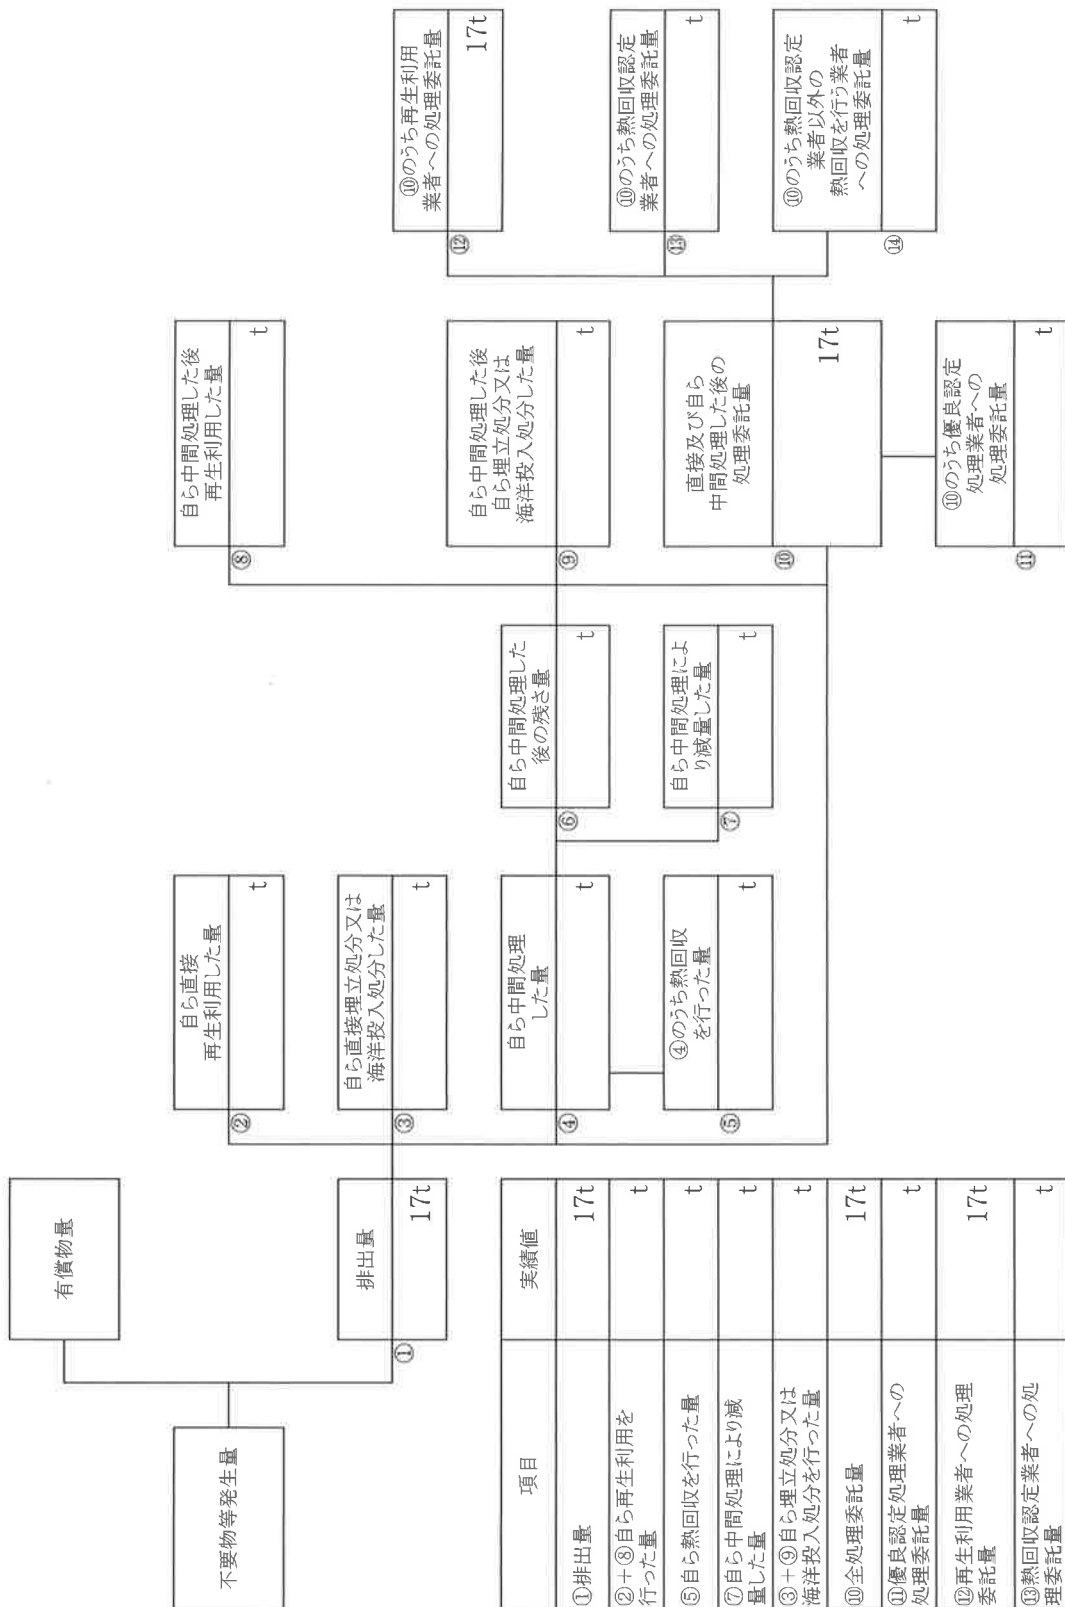 不要物等発生量
有償物量
排出量
①
17t
自ら直接
再生利用した量
②
t
自ら直接埋立処分又は
海洋投入処分した量
③
t
自ら中間処理
した量
④
t
④のうち熱回収
を行った量
⑤
t
自ら中間処理した
後の残さ量
⑥
t
自ら中間処理によ
り減量した量
⑦
t
自ら中間処理した後
再生利用した量
⑧
t
自ら中間処理した後
自ら埋立処分又は
海洋投入処分した量
⑨
t
直接及び自ら
中間処理した後の
処理委託量
⑩
17t
⑩のうち優良認定
処理業者への
処理委託量
⑪
t
⑩のうち再生利用
業者への処理委託量
⑫
17t
⑩のうち熱回収認定
業者への処理委託量
⑬
t
⑩のうち熱回収認定
業者以外の
熱回収を行う業者
への処理委託量
⑭
t
項目
実績値
①排出量
17t
②+⑧自ら再生利用を
行った量
t
⑤自ら熱回収を行った量
t
⑦自ら中間処理により減
量した量
t
③+⑨自ら埋立処分又は
海洋投入処分を行った量
t
⑩全処理委託量
17t
⑪優良認定処理業者への
処理委託量
t
⑫再生利用業者への処理
委託量
17t
⑬熱回収認定業者への処
理委託量
t